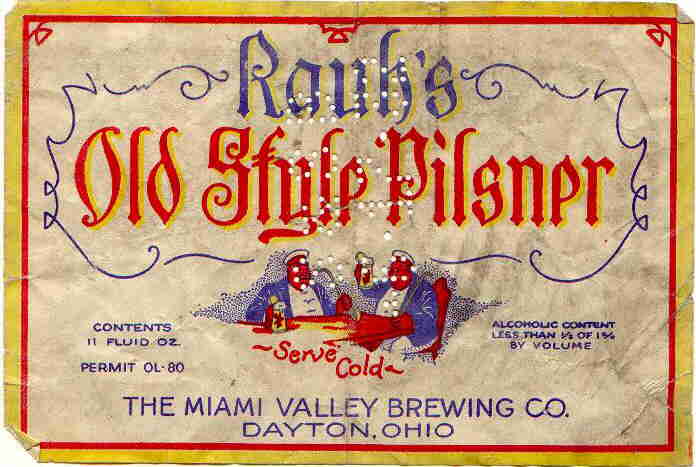 Rauh's
Old Style Pilsner
CONTENTS
11 FLUID OZ.
PERMIT OL-80
ALCOHOLIC CONTENT
LESS THAN ½ OF 1%
BY VOLUME
~Serve
Cold~
THE MIAMI VALLEY BREWING CO.
DAYTON, OHIO